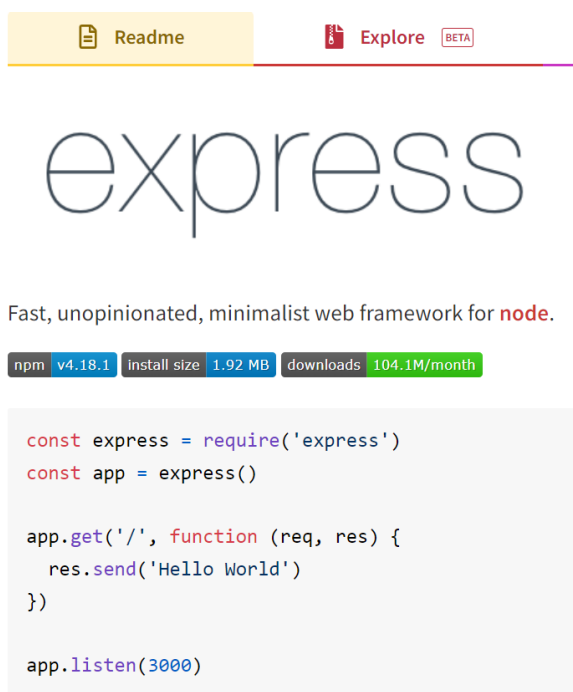 Readme Explore BETA
express
Fast, unopinionated, minimalist web framework for node.
npm v4.18.1 install size 1.92 MB downloads 104.1M/month
const express = require('express')
const app = express()
app.get('/', function (req, res) {
  res.send('Hello World')
})
app.listen(3000)